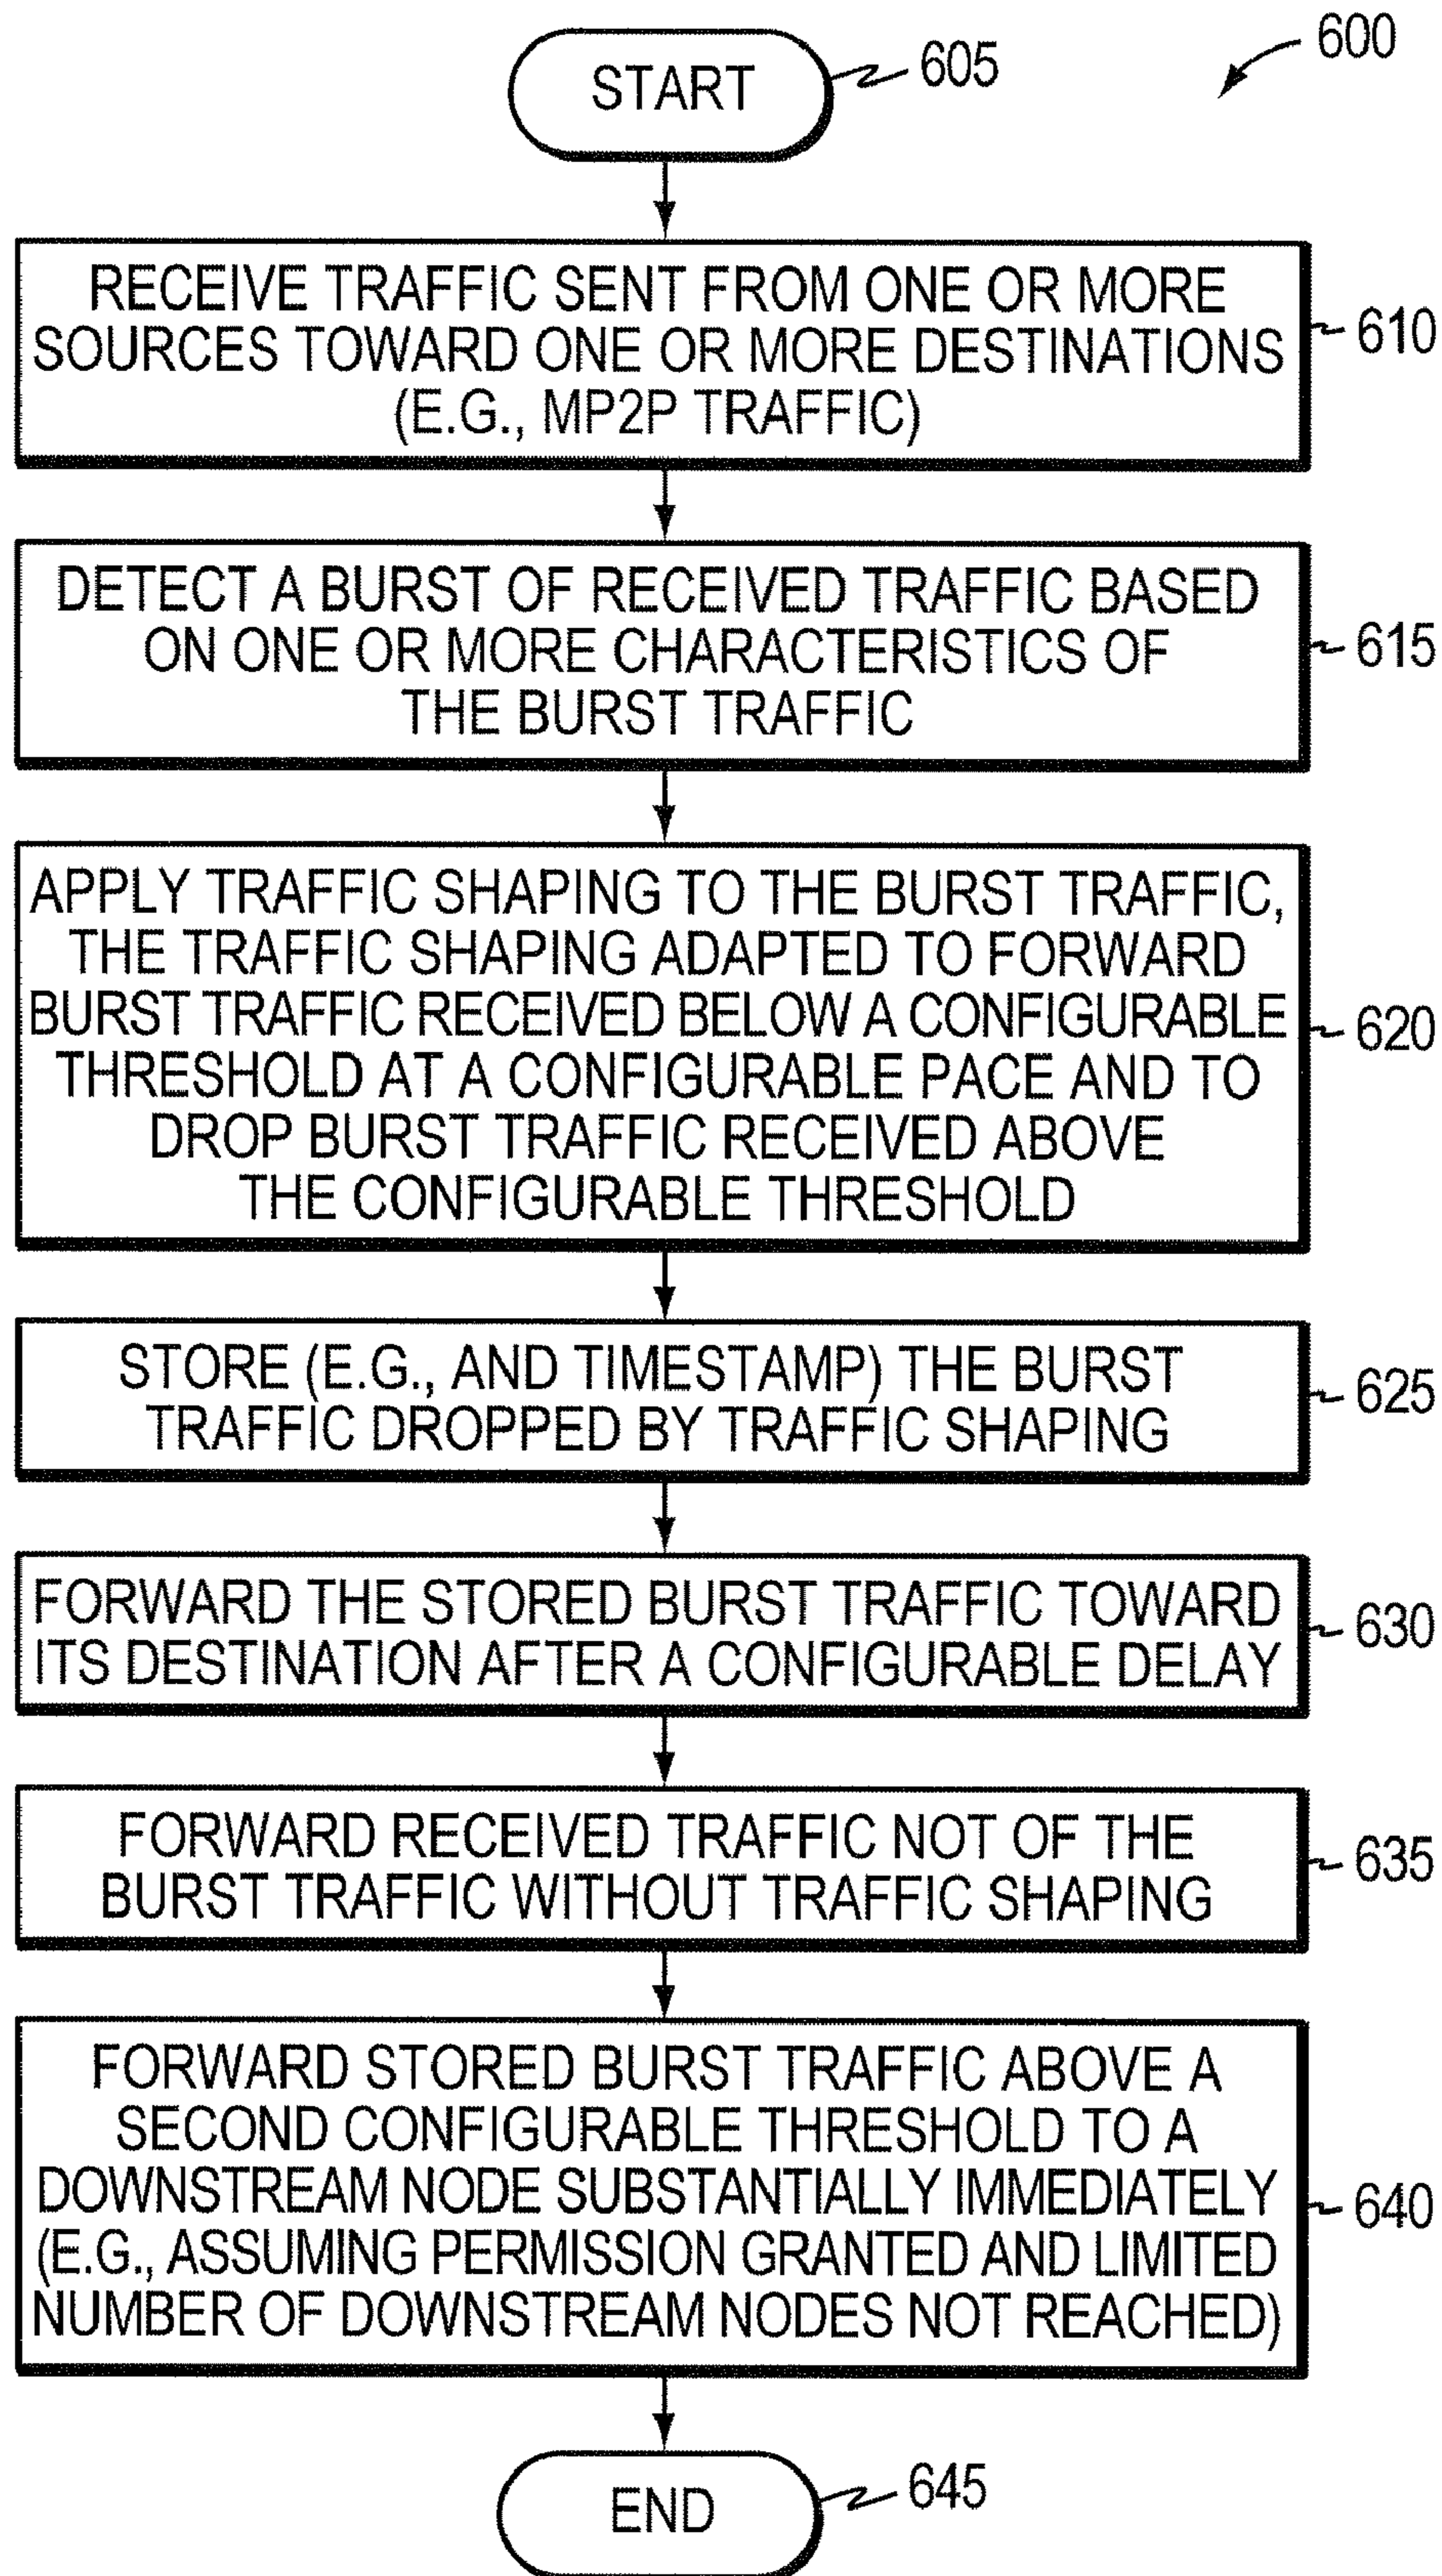 600
START
605
RECEIVE TRAFFIC SENT FROM ONE OR MORE
SOURCES TOWARD ONE OR MORE DESTINATIONS
(E.G., MP2P TRAFFIC)
610
DETECT A BURST OF RECEIVED TRAFFIC BASED
ON ONE OR MORE CHARACTERISTICS OF
THE BURST TRAFFIC
615
APPLY TRAFFIC SHAPING TO THE BURST TRAFFIC,
THE TRAFFIC SHAPING ADAPTED TO FORWARD
BURST TRAFFIC RECEIVED BELOW A CONFIGURABLE
THRESHOLD AT A CONFIGURABLE PACE AND TO
DROP BURST TRAFFIC RECEIVED ABOVE
THE CONFIGURABLE THRESHOLD
620
STORE (E.G., AND TIMESTAMP) THE BURST
TRAFFIC DROPPED BY TRAFFIC SHAPING
625
FORWARD THE STORED BURST TRAFFIC TOWARD
ITS DESTINATION AFTER A CONFIGURABLE DELAY
630
FORWARD RECEIVED TRAFFIC NOT OF THE
BURST TRAFFIC WITHOUT TRAFFIC SHAPING
635
FORWARD STORED BURST TRAFFIC ABOVE A
SECOND CONFIGURABLE THRESHOLD TO A
DOWNSTREAM NODE SUBSTANTIALLY IMMEDIATELY
(E.G., ASSUMING PERMISSION GRANTED AND LIMITED
NUMBER OF DOWNSTREAM NODES NOT REACHED)
640
END
645